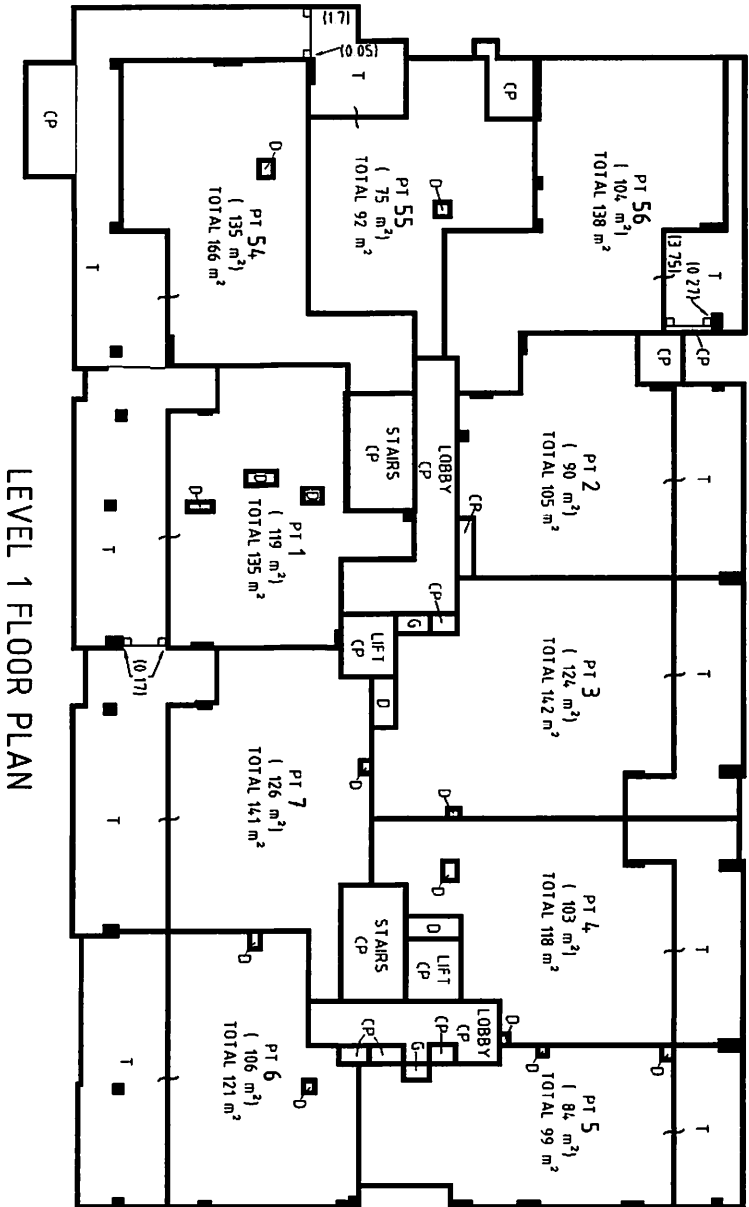 T
(0 27)
(3 75)
CP
CP
T
T
T
T
PT 56
( 104 m²)
TOTAL 138 m²
PT 2
( 90 m²)
TOTAL 105 m²
PT 3
( 124 m²)
TOTAL 142 m²
PT 4
( 103 m²)
TOTAL 118 m²
PT 5
( 84 m²)
TOTAL 99 m²
D
D
D
CP
CP
D
LOBBY
CP
CP
G
LOBBY
CP
CP
G
CP
D
D
LIFT
CP
PT 55
( 75 m²)
TOTAL 92 m²
D
T
(1 7)
(0 05)
STAIRS
CP
LIFT
CP
D
D
STAIRS
CP
PT 54
( 135 m²)
TOTAL 166 m²
D
PT 1
( 119 m²)
TOTAL 135 m²
D
D
D
PT 7
( 126 m²)
TOTAL 141 m²
PT 6
( 106 m²)
TOTAL 121 m²
D
D
(0 17)
CP
T
T
T
T
LEVEL 1 FLOOR PLAN